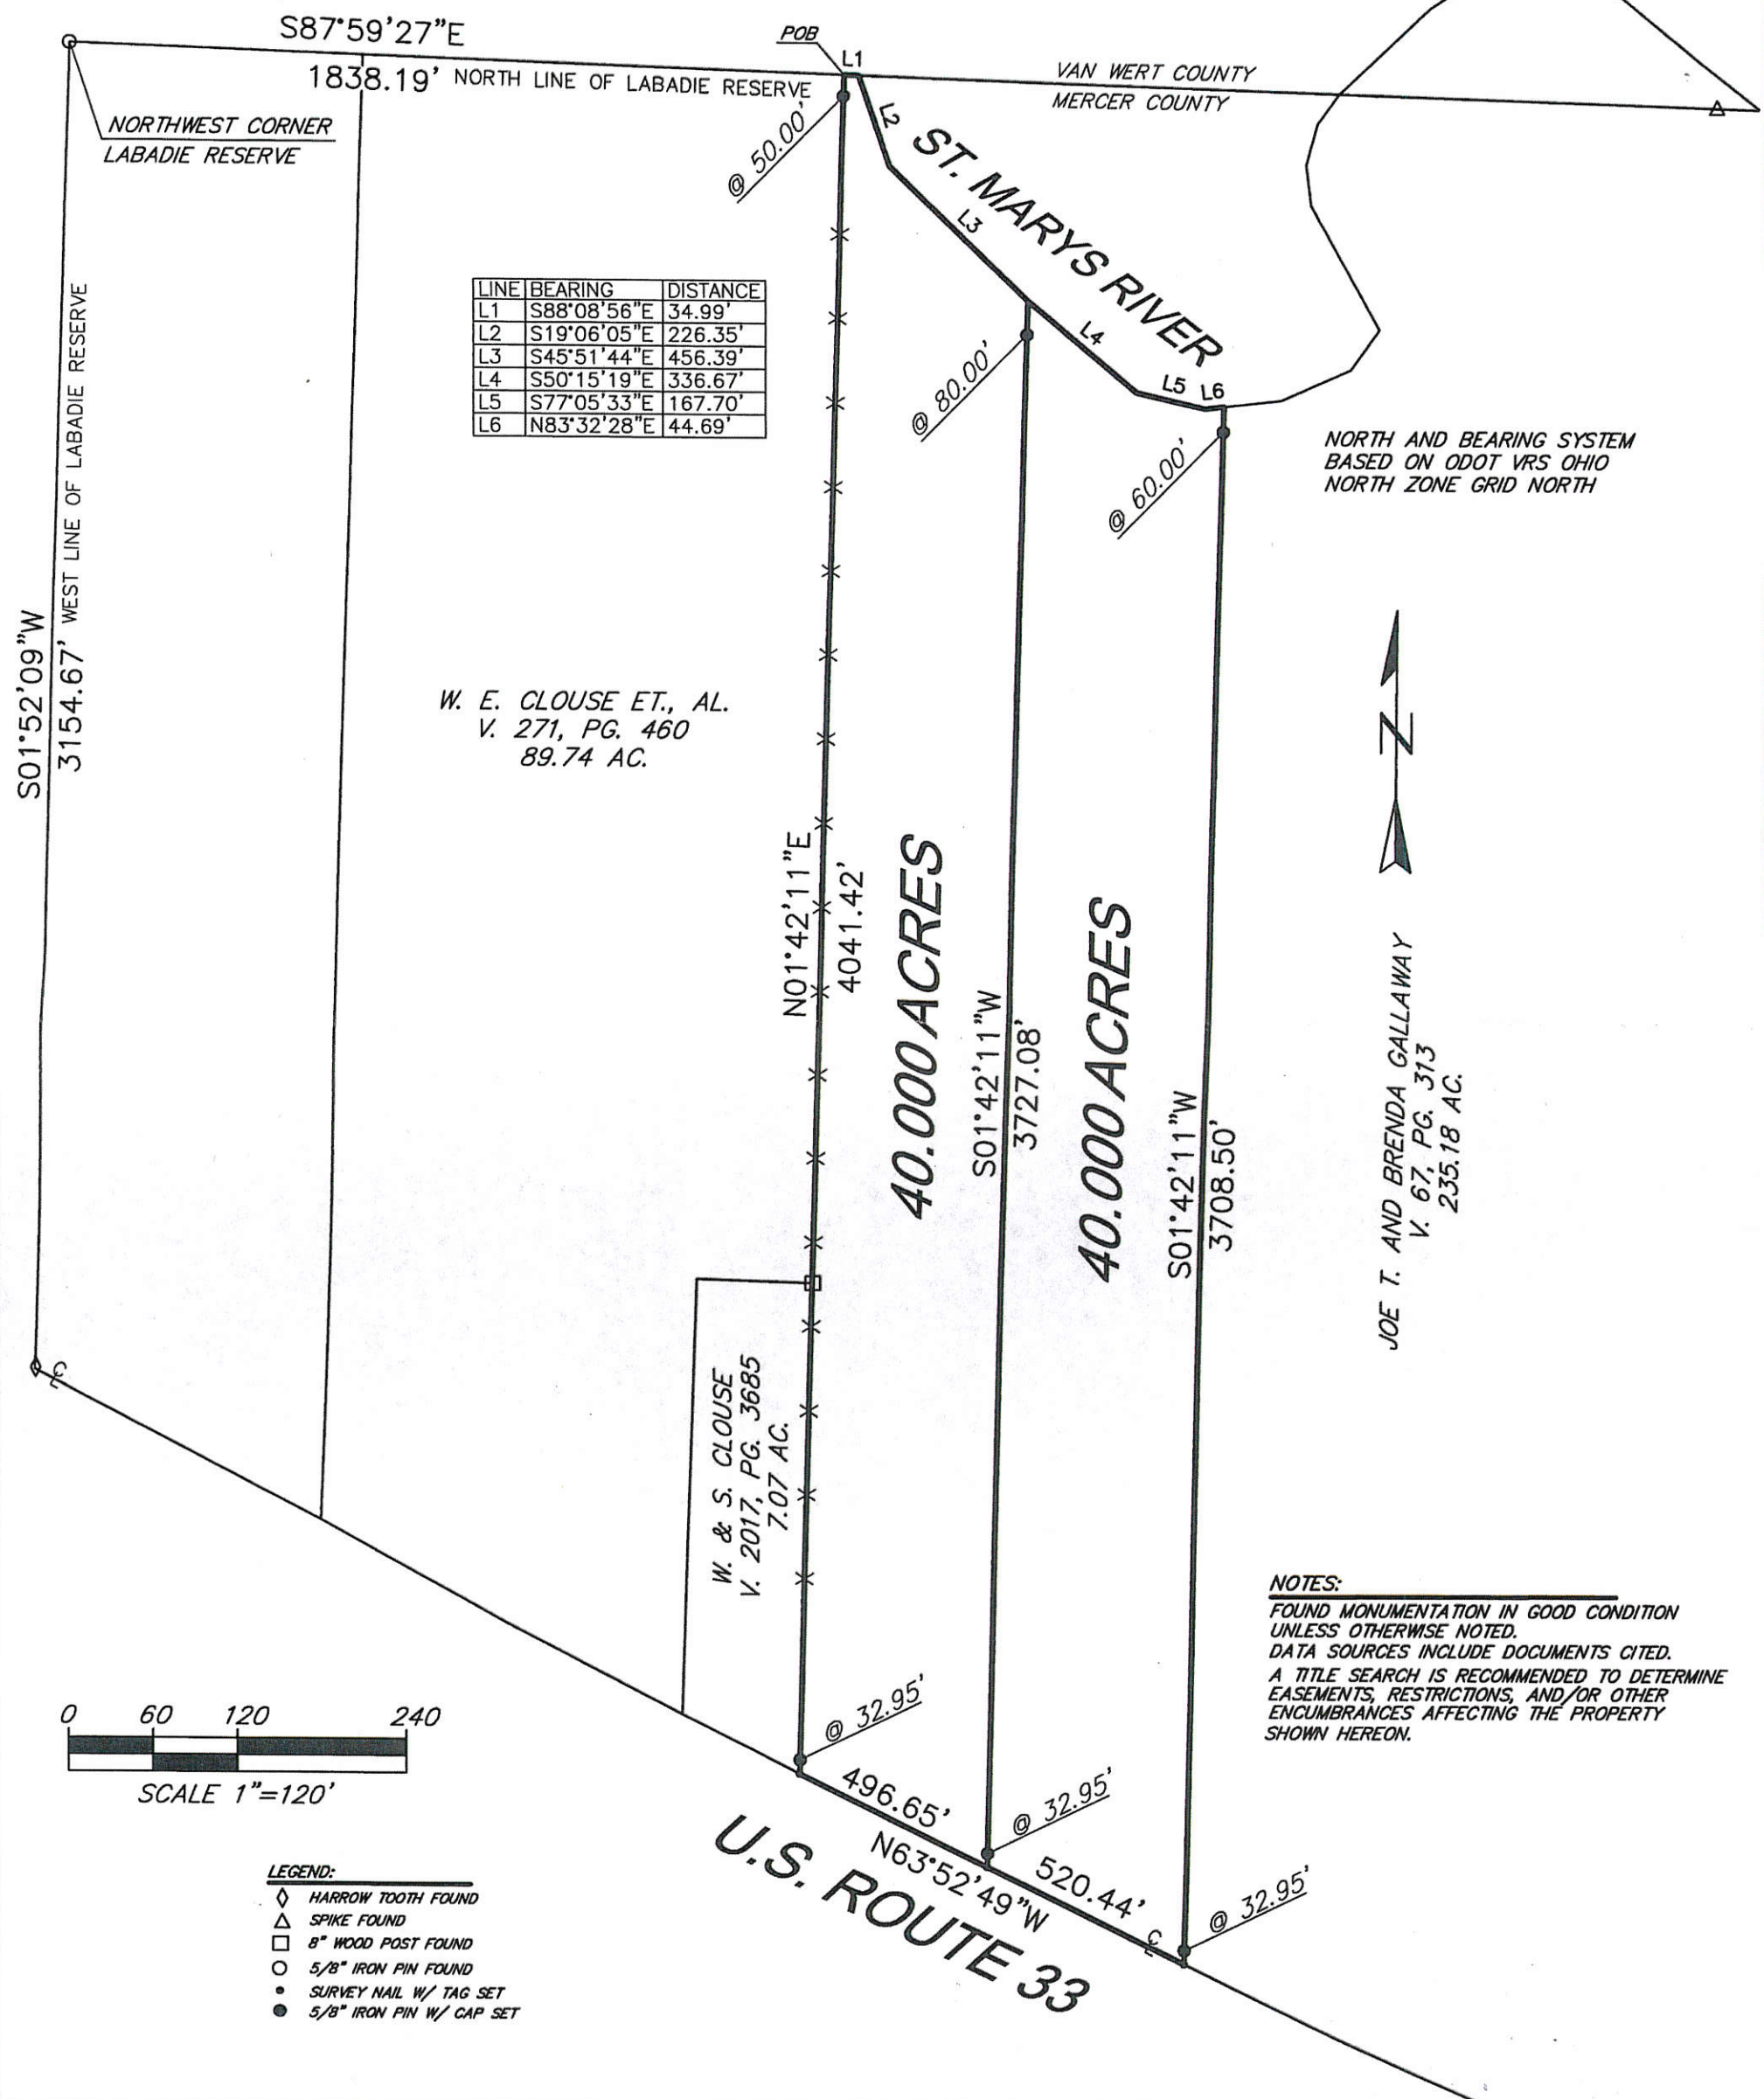 S87°59'27"E
1838.19' NORTH LINE OF LABADIE RESERVE
POB
L1
VAN WERT COUNTY
MERCER COUNTY
NORTHWEST CORNER
LABADIE RESERVE
@ 50.00'
L2
ST. MARYS RIVER
L3
L4
L5 L6
@ 80.00'
@ 60.00'
LINE BEARING DISTANCE
L1 S88°08'56"E 34.99'
L2 S19°06'05"E 226.35'
L3 S45°51'44"E 456.39'
L4 S50°15'19"E 336.67'
L5 S77°05'33"E 167.70'
L6 N83°32'28"E 44.69'
NORTH AND BEARING SYSTEM
BASED ON ODOT VRS OHIO
NORTH ZONE GRID NORTH
S01°52'09"W
3154.67' WEST LINE OF LABADIE RESERVE
W. E. CLOUSE ET., AL.
V. 271, PG. 460
89.74 AC.
N
N01°42'11"E
4041.42'
40.000 ACRES
S01°42'11"W
3727.08'
40.000 ACRES
S01°42'11"W
3708.50'
JOE T. AND BRENDA GALLAWAY
V. 67, PG. 313
235.18 AC.
CL
W. & S. CLOUSE
V. 2017, PG. 3685
7.07 AC.
NOTES:
FOUND MONUMENTATION IN GOOD CONDITION
UNLESS OTHERWISE NOTED.
DATA SOURCES INCLUDE DOCUMENTS CITED.
A TITLE SEARCH IS RECOMMENDED TO DETERMINE
EASEMENTS, RESTRICTIONS, AND/OR OTHER
ENCUMBRANCES AFFECTING THE PROPERTY
SHOWN HEREON.
@ 32.95'
496.65'
@ 32.95'
N63°52'49"W
520.44'
@ 32.95'
CL
U.S. ROUTE 33
0 60 120 240
SCALE 1"=120'
LEGEND:
HARROW TOOTH FOUND
SPIKE FOUND
8" WOOD POST FOUND
5/8" IRON PIN FOUND
SURVEY NAIL W/ TAG SET
5/8" IRON PIN W/ CAP SET